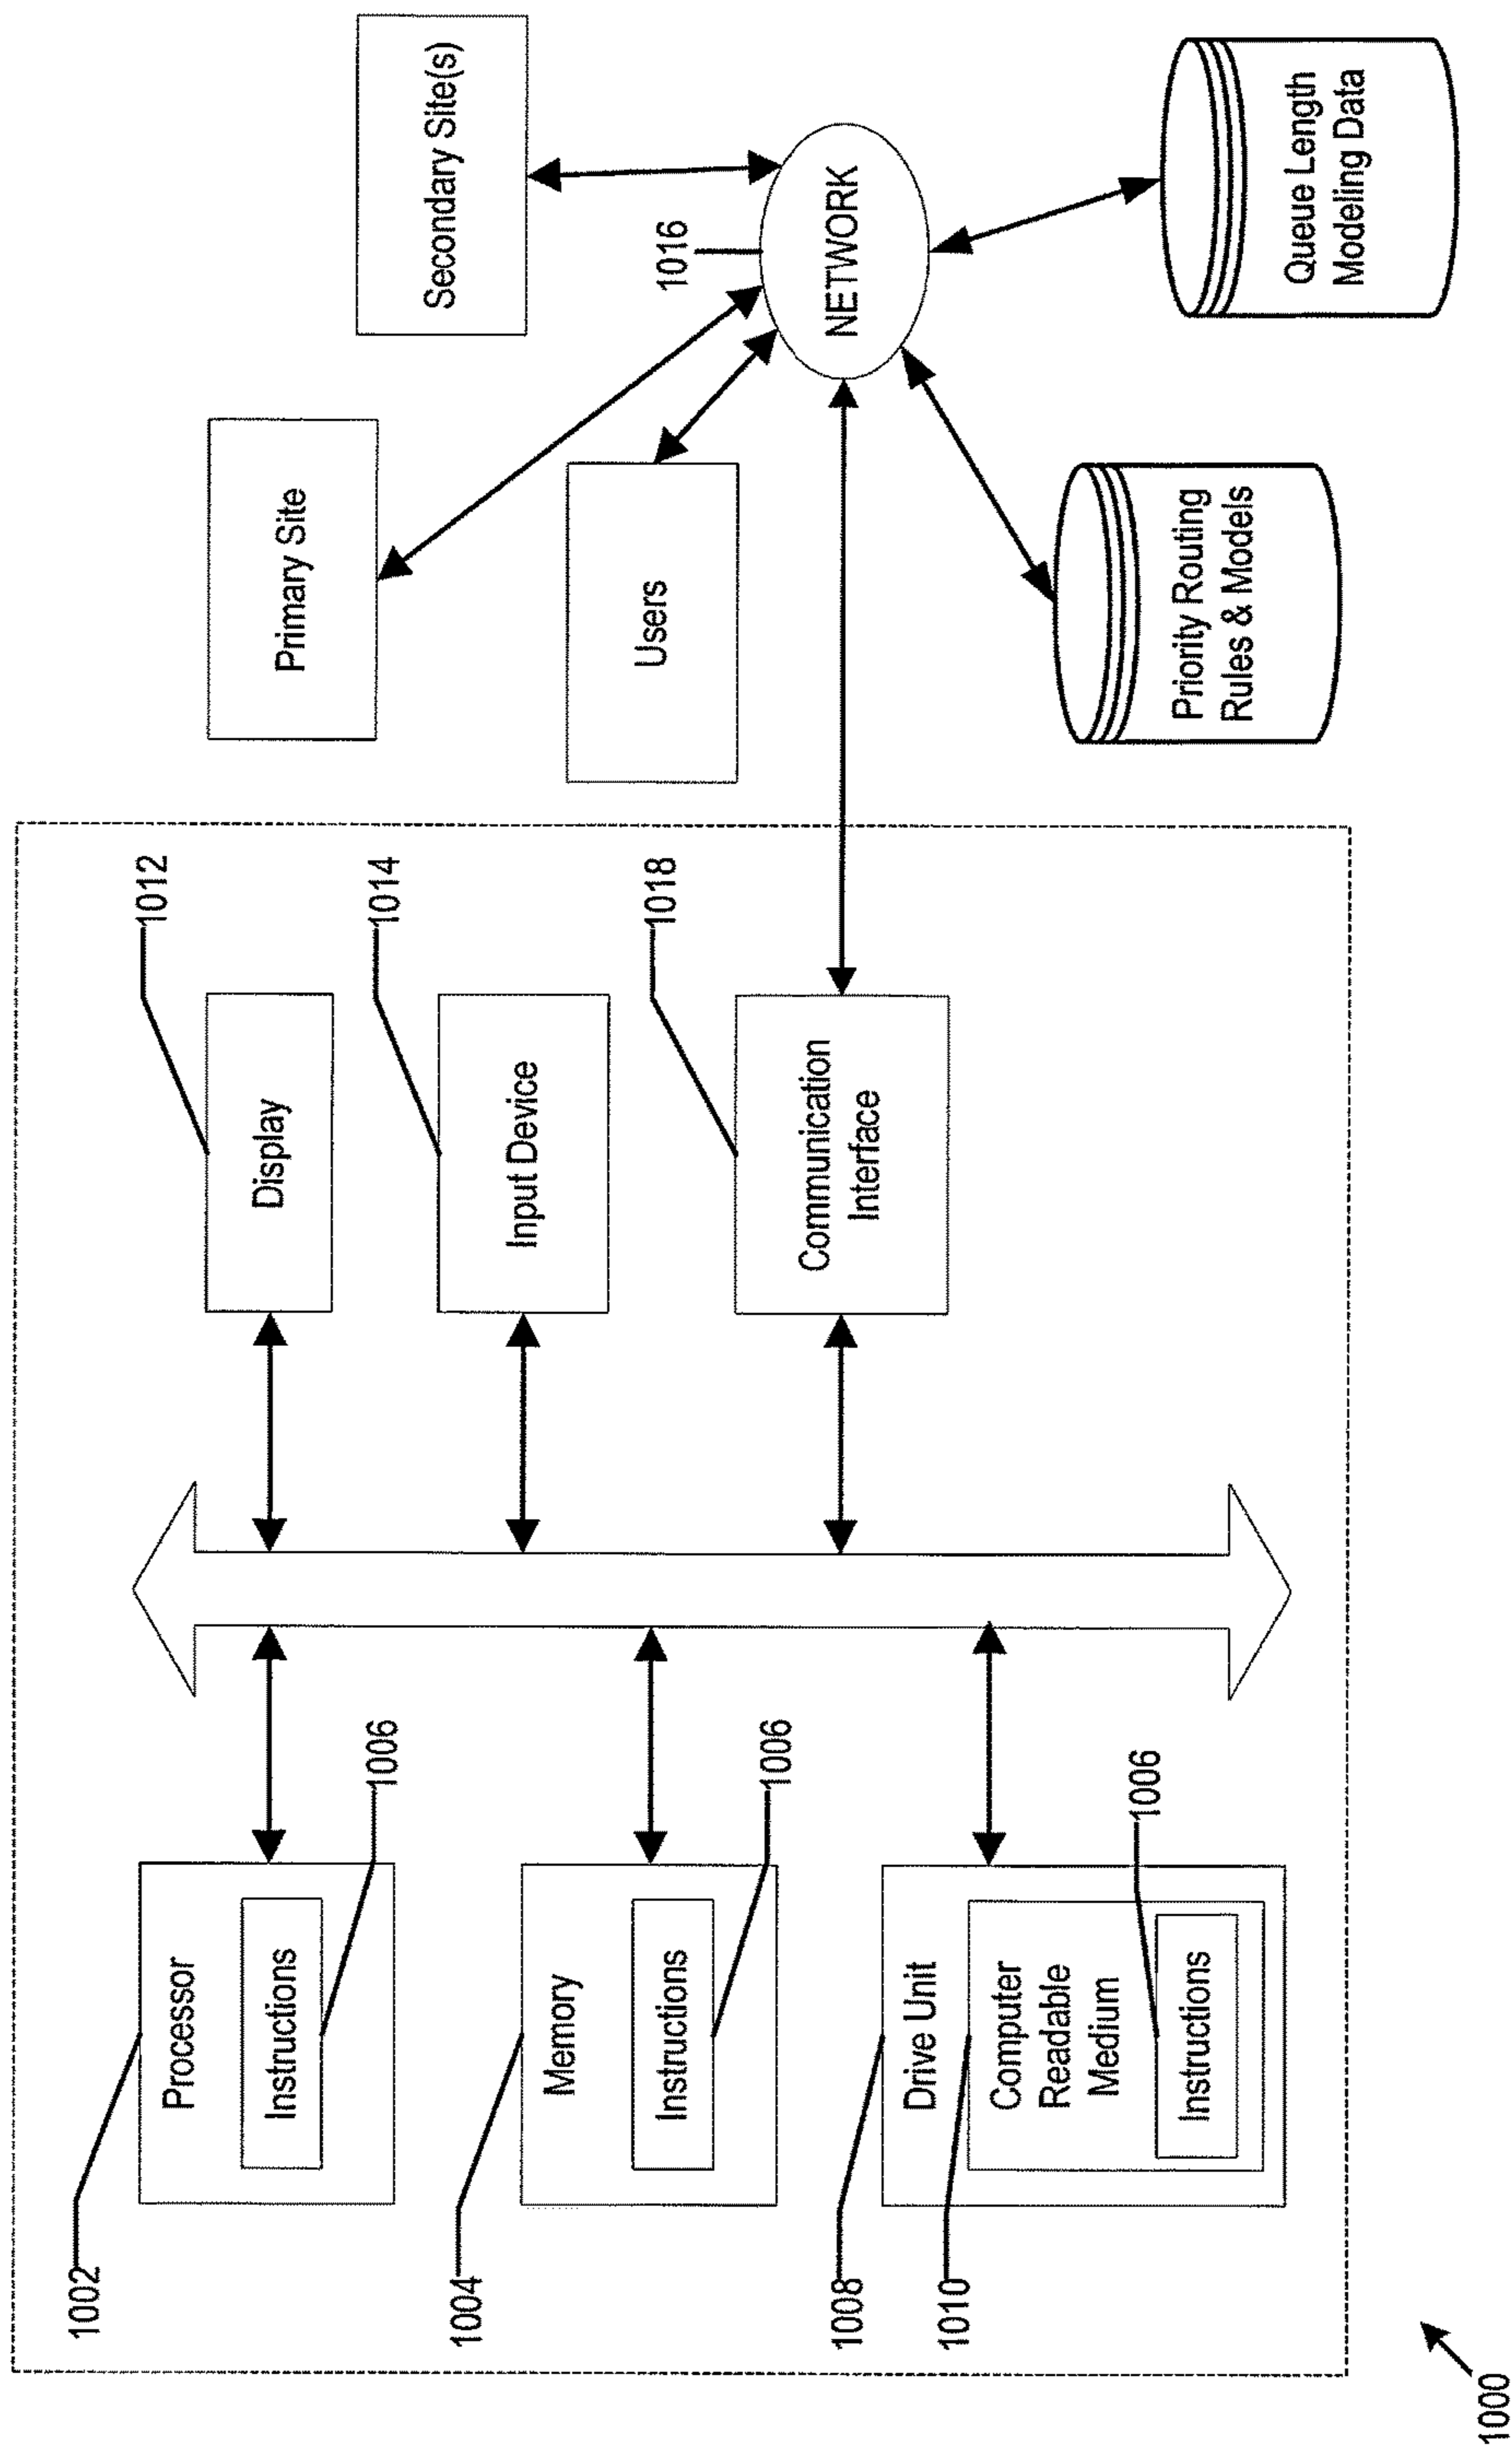 1000
1002
Processor
Instructions
1006
1004
Memory
Instructions
1006
1008
Drive Unit
1010
Computer
Readable
Medium
Instructions
1006
1012
Display
1014
Input Device
1018
Communication
Interface
Primary Site
Users
Secondary Site(s)
1016
NETWORK
Priority Routing
Rules & Models
Queue Length
Modeling Data